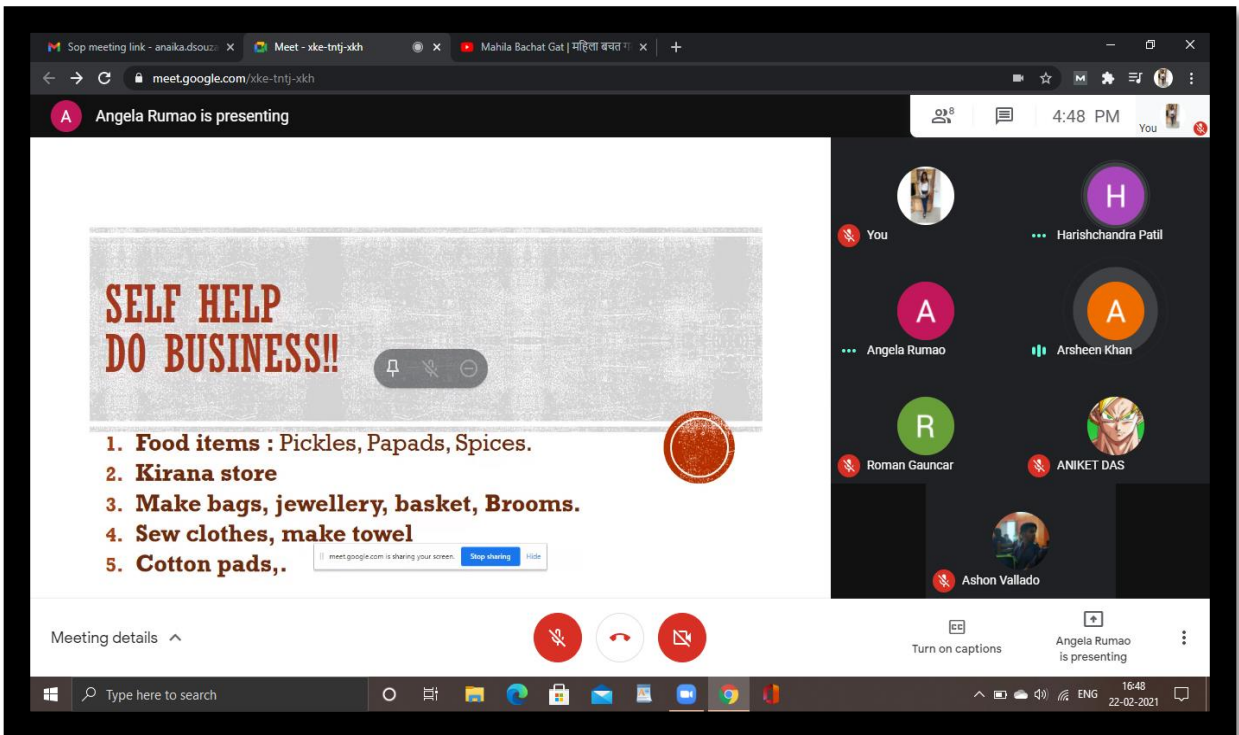 Sop meeting link - anaika.dsouza
Meet - xke-tntj-xkh
Mahila Bachat Gat | महिला बचत ग
meet.google.com/xke-tntj-xkh
A
Angela Rumao is presenting
8
4:48 PM
You
You
H
Harishchandra Patil
A
Angela Rumao
A
Arsheen Khan
R
Roman Gauncar
ANIKET DAS
Ashon Vallado
SELF HELP
DO BUSINESS!!
1. Food items : Pickles, Papads, Spices.
2. Kirana store
3. Make bags, jewellery, basket, Brooms.
4. Sew clothes, make towel
5. Cotton pads,.
meet.google.com is sharing your screen. Stop sharing Hide
Meeting details
CC
Turn on captions
Angela Rumao
is presenting
Type here to search
ENG
16:48
22-02-2021